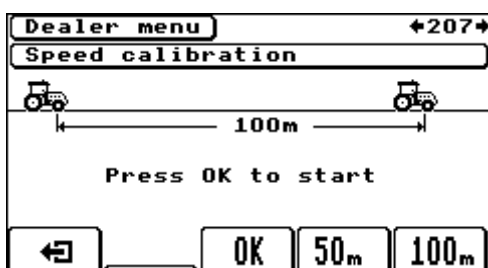 Dealer menu 207
Speed calibration
100m
Press OK to start
OK 50m 100m